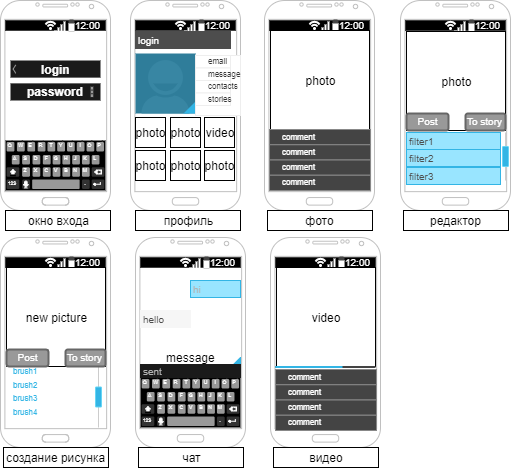 12:00
login
password
Q W E R T Y U I O P
A S D F G H J K L
Z X C V B N M
123
окно входа
12:00
login
email
message
contacts
stories
photo photo video
photo photo photo
профиль
12:00
photo
comment
comment
comment
comment
фото
12:00
photo
Post To story
filter1
filter2
filter3
редактор
12:00
new picture
Post To story
brush1
brush2
brush3
brush4
создание рисунка
12:00
hi
hello
message
sent
Q W E R T Y U I O P
A S D F G H J K L
Z X C V B N M
123
чат
12:00
video
comment
comment
comment
comment
видео